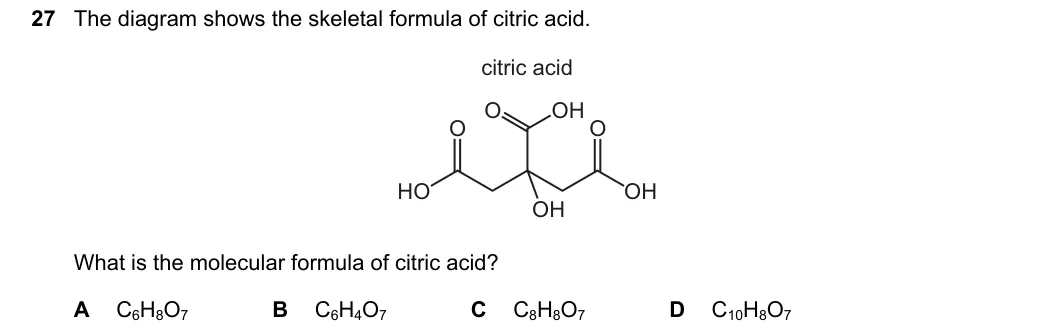 27 The diagram shows the skeletal formula of citric acid.
citric acid
O OH
O O
HO OH
OH
What is the molecular formula of citric acid?
A C₆H₈O₇ B C₆H₄O₇ C C₈H₈O₇ D C₁₀H₈O₇